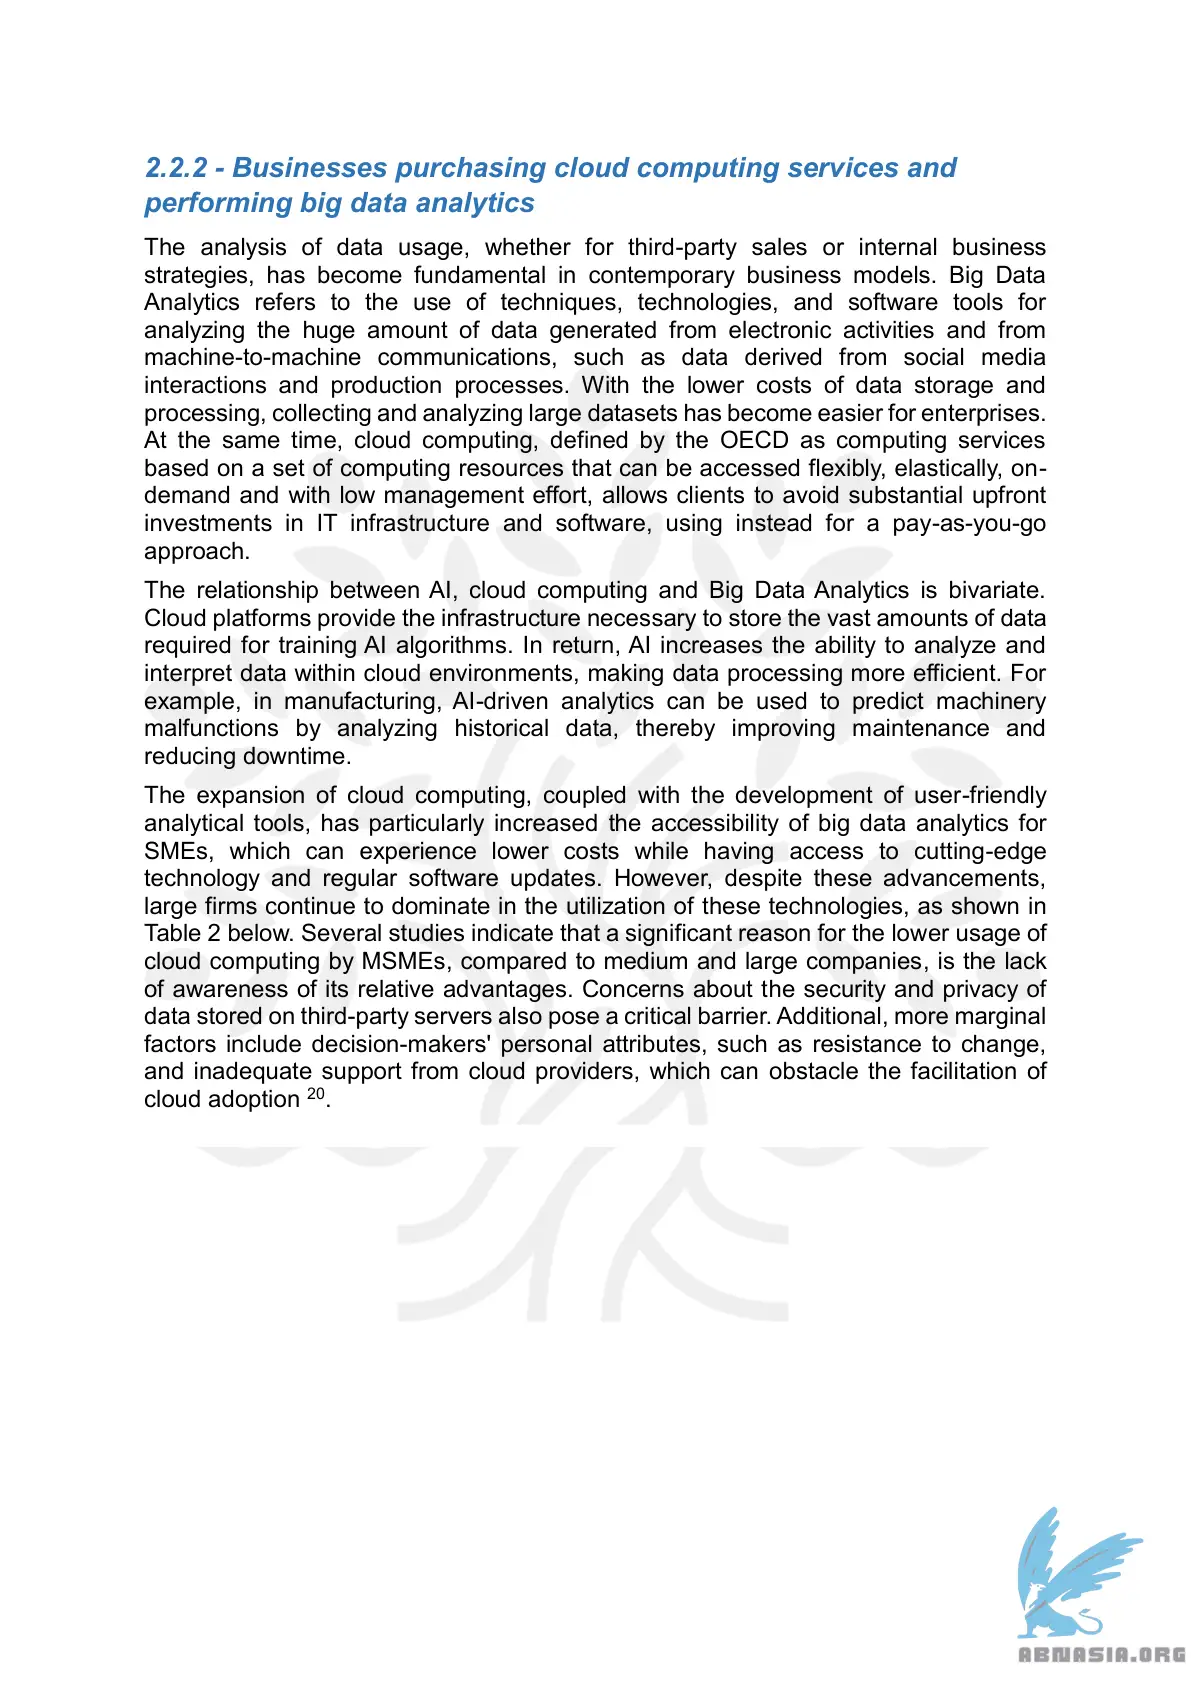 2.2.2 - Businesses purchasing cloud computing services and
performing big data analytics
The analysis of data usage, whether for third-party sales or internal business
strategies, has become fundamental in contemporary business models. Big Data
Analytics refers to the use of techniques, technologies, and software tools for
analyzing the huge amount of data generated from electronic activities and from
machine-to-machine communications, such as data derived from social media
interactions and production processes. With the lower costs of data storage and
processing, collecting and analyzing large datasets has become easier for enterprises.
At the same time, cloud computing, defined by the OECD as computing services
based on a set of computing resources that can be accessed flexibly, elastically, on-
demand and with low management effort, allows clients to avoid substantial upfront
investments in IT infrastructure and software, using instead for a pay-as-you-go
approach.
The relationship between AI, cloud computing and Big Data Analytics is bivariate.
Cloud platforms provide the infrastructure necessary to store the vast amounts of data
required for training AI algorithms. In return, AI increases the ability to analyze and
interpret data within cloud environments, making data processing more efficient. For
example, in manufacturing, AI-driven analytics can be used to predict machinery
malfunctions by analyzing historical data, thereby improving maintenance and
reducing downtime.
The expansion of cloud computing, coupled with the development of user-friendly
analytical tools, has particularly increased the accessibility of big data analytics for
SMEs, which can experience lower costs while having access to cutting-edge
technology and regular software updates. However, despite these advancements,
large firms continue to dominate in the utilization of these technologies, as shown in
Table 2 below. Several studies indicate that a significant reason for the lower usage of
cloud computing by MSMEs, compared to medium and large companies, is the lack
of awareness of its relative advantages. Concerns about the security and privacy of
data stored on third-party servers also pose a critical barrier. Additional, more marginal
factors include decision-makers' personal attributes, such as resistance to change,
and inadequate support from cloud providers, which can obstacle the facilitation of
cloud adoption 20.
ABNASIA.ORG